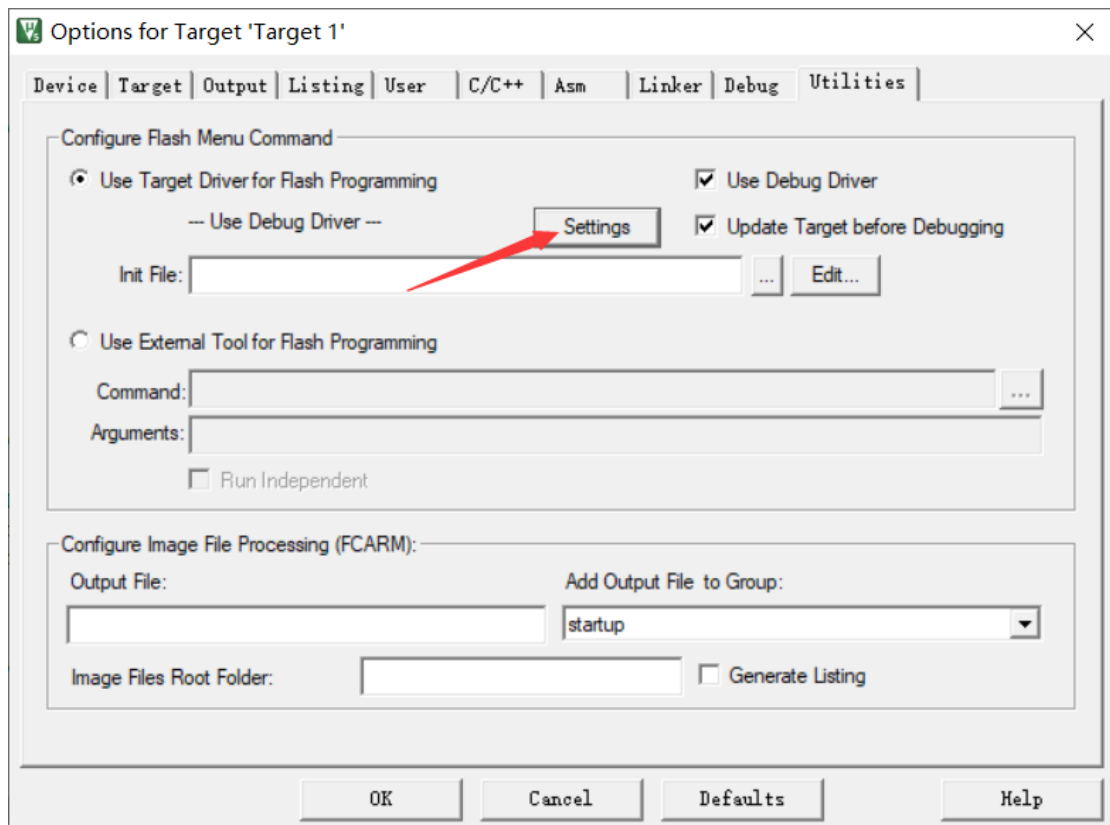 Options for Target 'Target 1'
Device Target Output Listing User C/C++ Asm Linker Debug Utilities
Configure Flash Menu Command
Use Target Driver for Flash Programming
Use Debug Driver
--- Use Debug Driver ---
Settings
Update Target before Debugging
Init File:
...
Edit...
Use External Tool for Flash Programming
Command:
...
Arguments:
Run Independent
Configure Image File Processing (FCARM):
Output File:
Add Output File to Group:
startup
Image Files Root Folder:
Generate Listing
OK Cancel Defaults Help